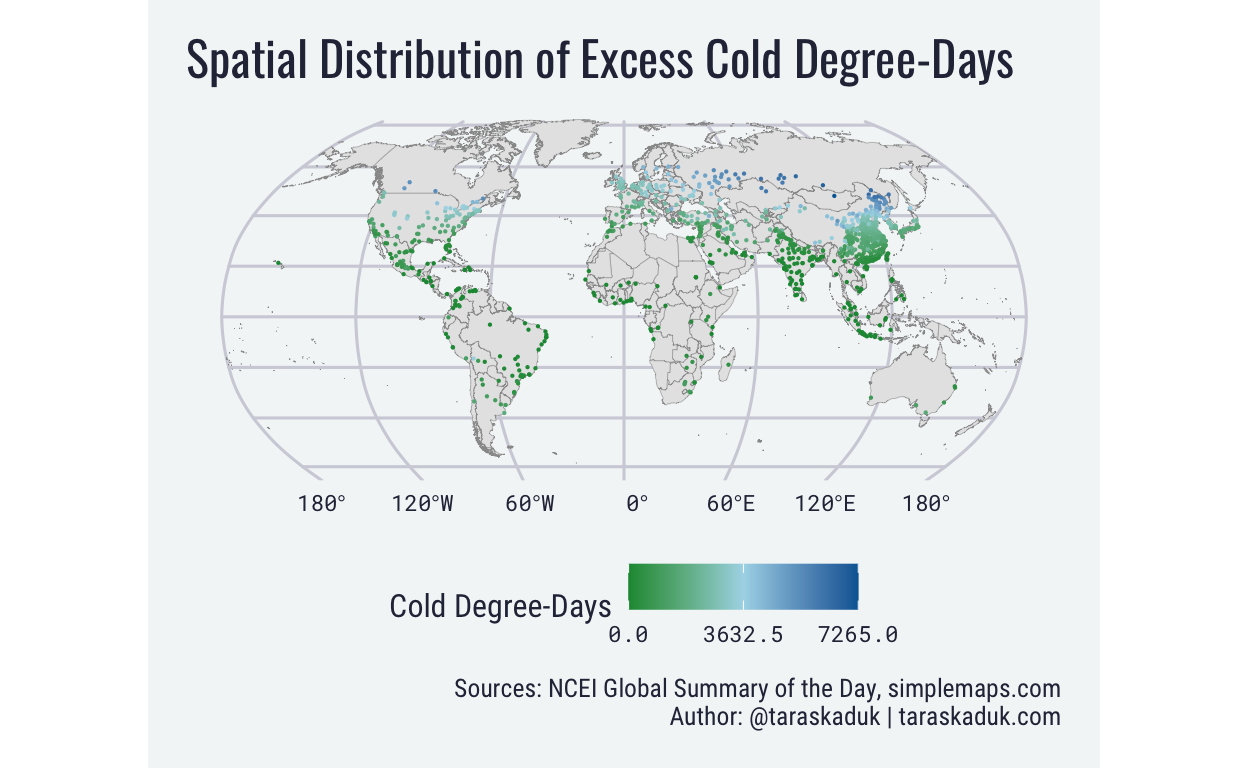 Spatial Distribution of Excess Cold Degree-Days
180° 120°W 60°W 0° 60°E 120°E 180°
Cold Degree-Days
0.0 3632.5 7265.0
Sources: NCEI Global Summary of the Day, simplemaps.com
Author: @taraskaduk | taraskaduk.com